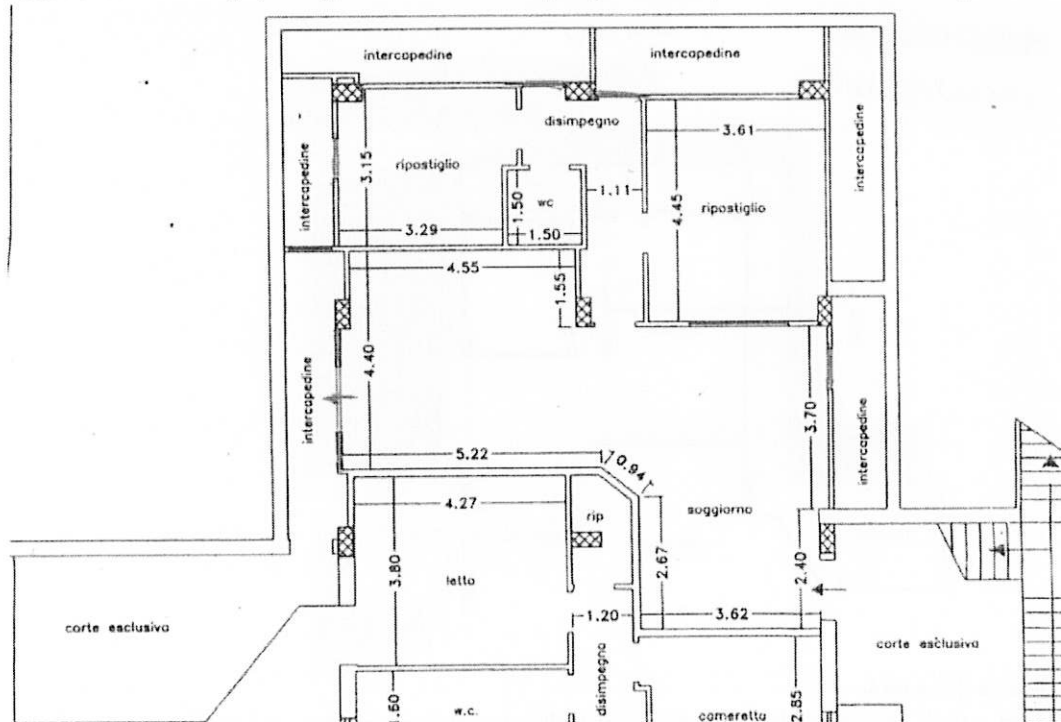 intercapedine
intercapedine
disimpegno
3.61
intercapedine
intercapedine
3.15
ripostiglio
1.50
wc
1.11
4.45
ripostiglio
3.29
1.50
4.55
1.55
intercapedine
4.40
3.70
intercapedine
5.22
0.94
4.27
rip
soggiorno
3.80
letto
2.67
2.40
1.20
3.62
corte esclusiva
disimpegno
corte esclusiva
.60
w.c.
cameretta
2.85